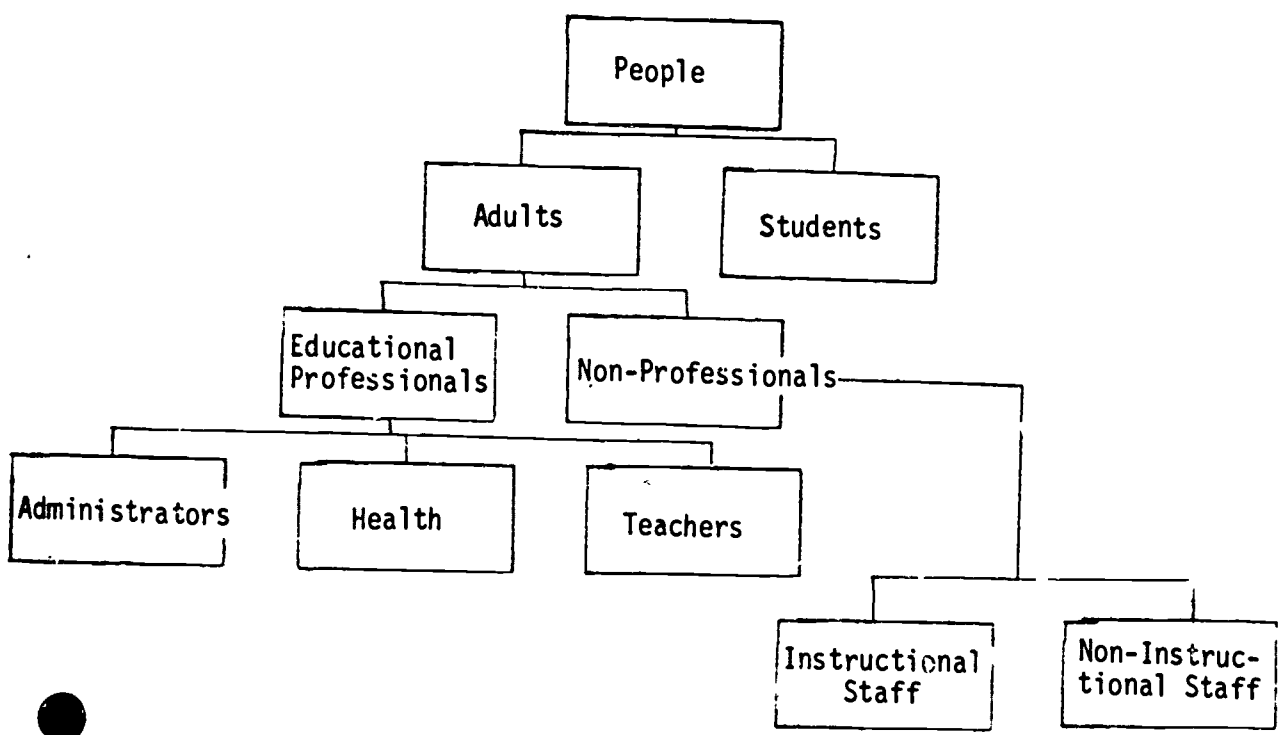 People
Adults
Students
Educational
Professionals
Non-Professionals
Administrators
Health
Teachers
Instructional
Staff
Non-Instruc-
tional Staff